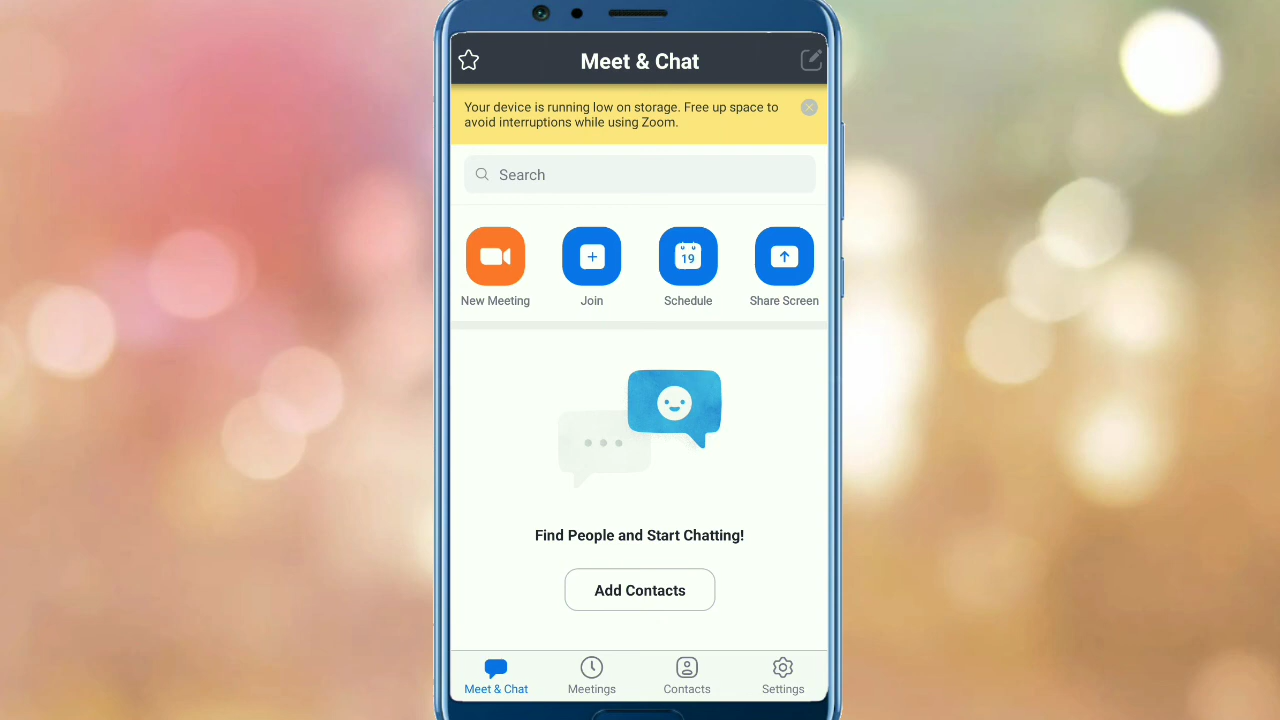 Meet & Chat
Your device is running low on storage. Free up space to
avoid interruptions while using Zoom.
Search
19
New Meeting
Join
Schedule
Share Screen
Find People and Start Chatting!
Add Contacts
Meet & Chat
Meetings
Contacts
Settings